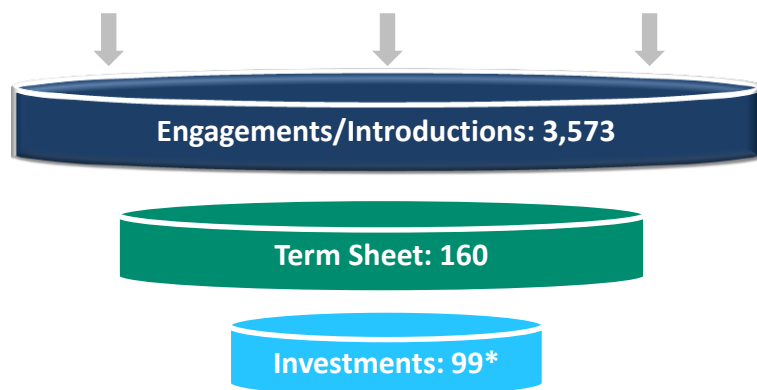 Engagements/Introductions: 3,573
Term Sheet: 160
Investments: 99*